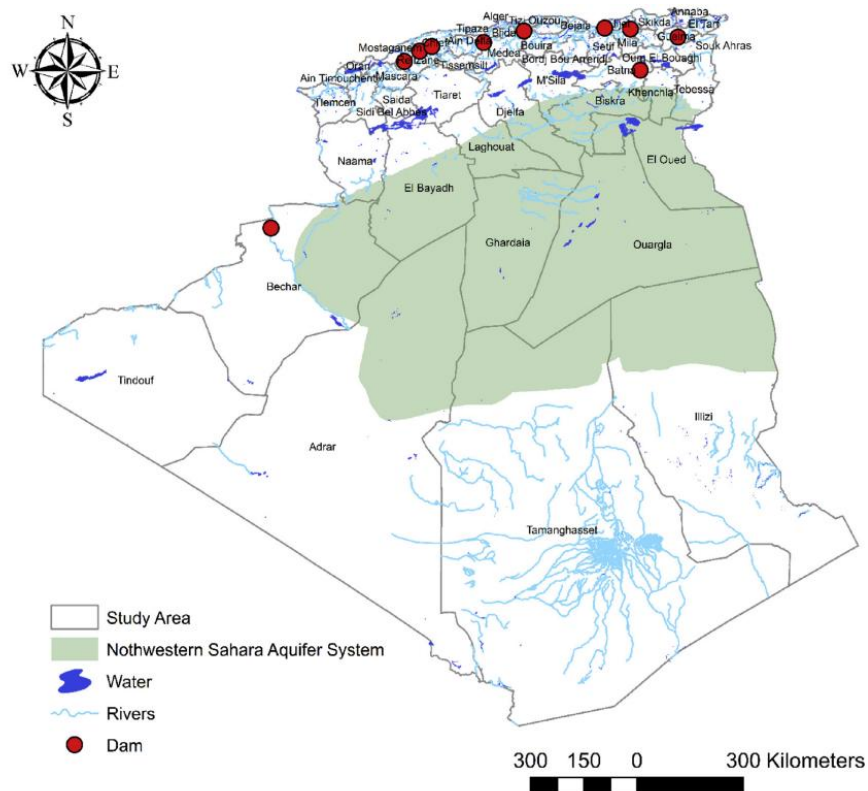 N
W
E
S
Annaba
Alger
Tizi Ouzou
Skikda
El Tarf
Tipaza
Blida
Bejaia
Guelma
Mostaganem
Chlef
Ain Defla
Bouira
Setif
Mila
Souk Ahras
Oran
Relizane
Medea
Bord
Bou Arrerid
Oum El Bouaghi
Ain Timouchent
Mascara
Tissemsilt
M'Sila
Batna
Tlemcen
Saida
Tiaret
Khenchla
Tebessa
Sidi Bel Abbes
Djelfa
Biskra
Naama
Laghouat
El Oued
El Bayadh
Ghardaia
Ouargla
Bechar
Tindouf
Illizi
Adrar
Tamanghasset
Study Area
Nothwestern Sahara Aquifer System
Water
Rivers
Dam
300 150 0 300 Kilometers